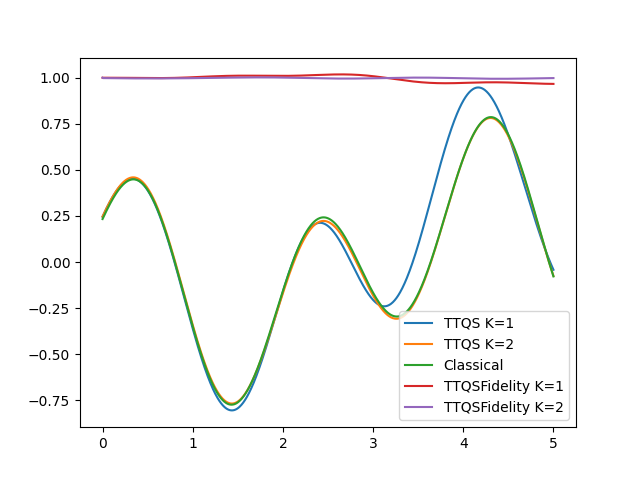 1.00
0.75
0.50
0.25
0.00
−0.25
−0.50
−0.75
0 1 2 3 4 5
TTQS K=1
TTQS K=2
Classical
TTQSFidelity K=1
TTQSFidelity K=2